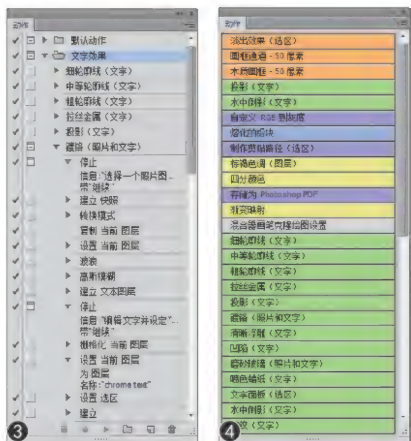 动作
默认动作
文字效果
细轮廓线（文字）
中等轮廓线（文字）
粗轮廓线（文字）
拉丝金属（文字）
投影（文字）
镀铬（照片和文字）
停止
信息:"选择一个照片图...
带"继续"
建立 快照
转换模式
复制 当前 图层
设置 当前 图层
波浪
高斯模糊
建立 文本图层
停止
信息:"编辑文字并设定"...
带"继续"
栅格化 当前 图层
设置 当前 图层
为:图层
名称:"chrome text"
设置 选区
建立
3
动作
淡出效果（选区）
画框通道 - 50 像素
木质画框 - 50 像素
投影（文字）
水中倒影（文字）
自定义 RGB 到灰度
熔化的铅块
制作剪贴路径（选区）
棕褐色调（图层）
四分颜色
存储为 Photoshop PDF
渐变映射
混合器画笔克隆绘图设置
细轮廓线（文字）
中等轮廓线（文字）
粗轮廓线（文字）
拉丝金属（文字）
投影（文字）
镀铬（照片和文字）
清晰浮雕（文字）
凹陷（文字）
磨砂玻璃（照片和文字）
喷色蜡纸（文字）
文字面板（选区）
水中倒影（文字）
（文字）
4